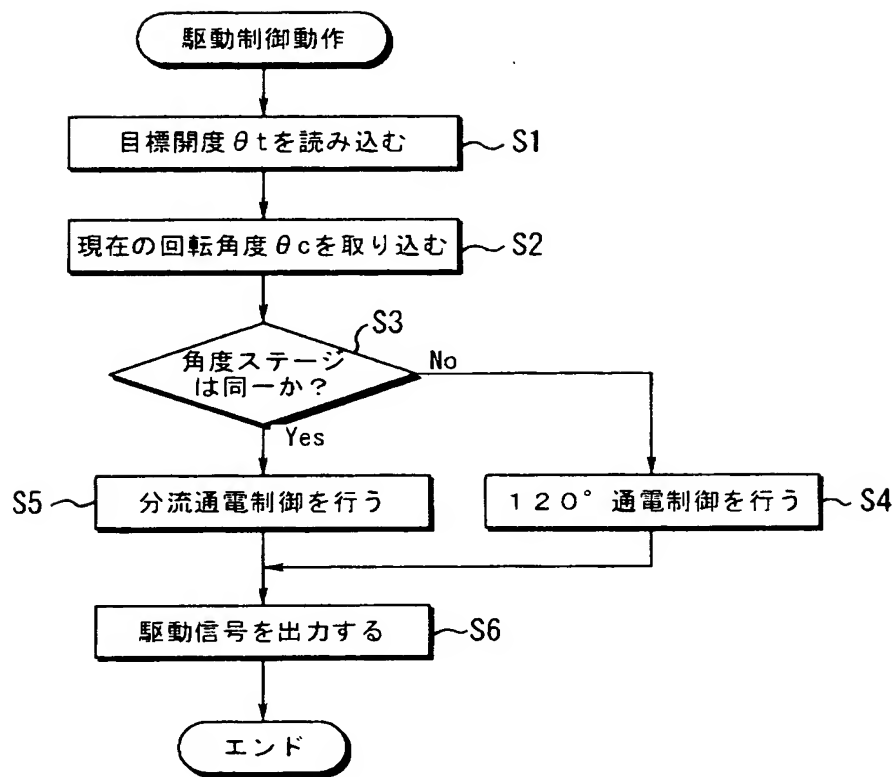 駆動制御動作
目標開度θtを読み込む
S1
現在の回転角度θcを取り込む
S2
S3
角度ステージ
は同一か？
No
Yes
S5
分流通電制御を行う
120°通電制御を行う
S4
駆動信号を出力する
S6
エンド